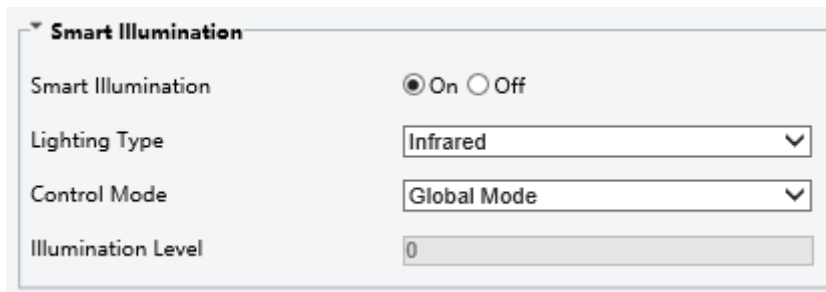 Smart Illumination
Smart Illumination On Off
Lighting Type Infrared
Control Mode Global Mode
Illumination Level 0